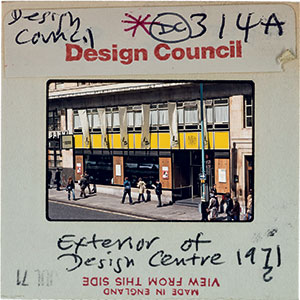 Design
Council
*DC 314A
Design Council
Exterior of
Design Centre 1971
2
MADE IN ENGLAND
VIEW FROM THIS SIDE
JUL 71